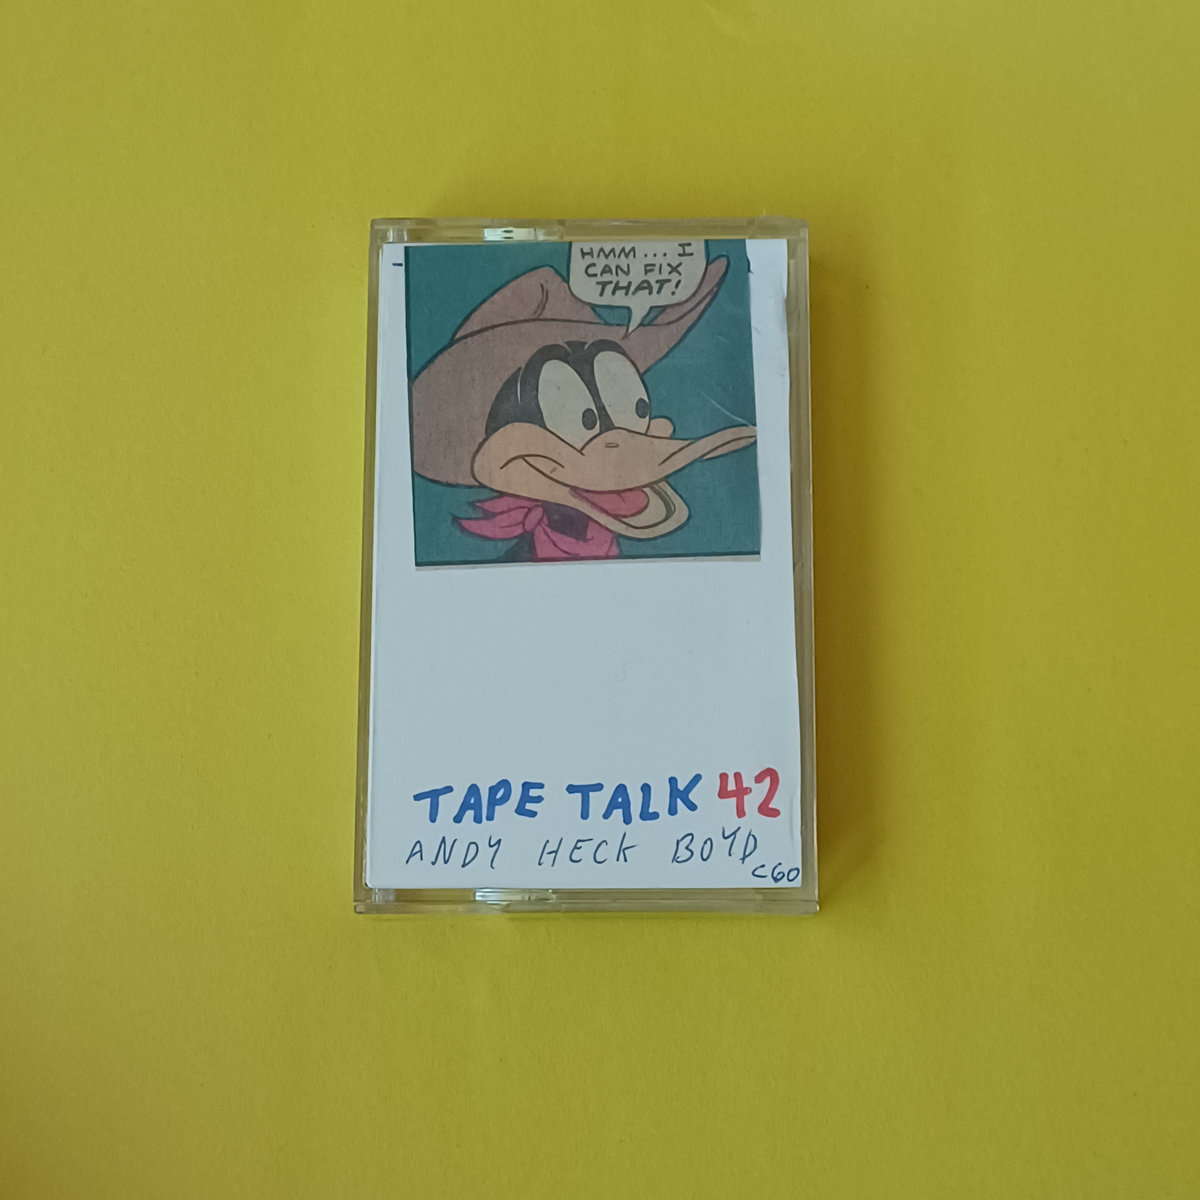 HMM... I
CAN FIX
THAT!
TAPE TALK 42
ANDY HECK BOYD
C60